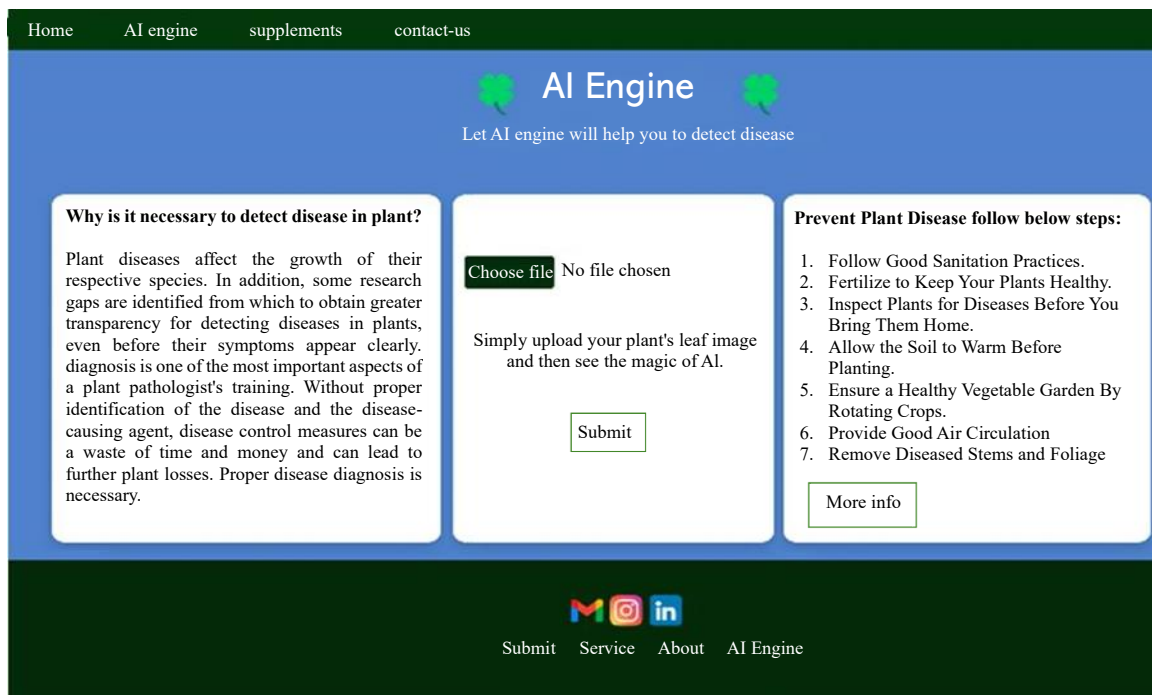 Home AI engine supplements contact-us
AI Engine
Let AI engine will help you to detect disease
Why is it necessary to detect disease in plant?
Plant diseases affect the growth of their
respective species. In addition, some research
gaps are identified from which to obtain greater
transparency for detecting diseases in plants,
even before their symptoms appear clearly.
diagnosis is one of the most important aspects of
a plant pathologist's training. Without proper
identification of the disease and the disease-
causing agent, disease control measures can be
a waste of time and money and can lead to
further plant losses. Proper disease diagnosis is
necessary.
Choose file No file chosen
Simply upload your plant's leaf image
and then see the magic of Al.
Submit
Prevent Plant Disease follow below steps:
1. Follow Good Sanitation Practices.
2. Fertilize to Keep Your Plants Healthy.
3. Inspect Plants for Diseases Before You
Bring Them Home.
4. Allow the Soil to Warm Before
Planting.
5. Ensure a Healthy Vegetable Garden By
Rotating Crops.
6. Provide Good Air Circulation
7. Remove Diseased Stems and Foliage
More info
in
Submit Service About AI Engine